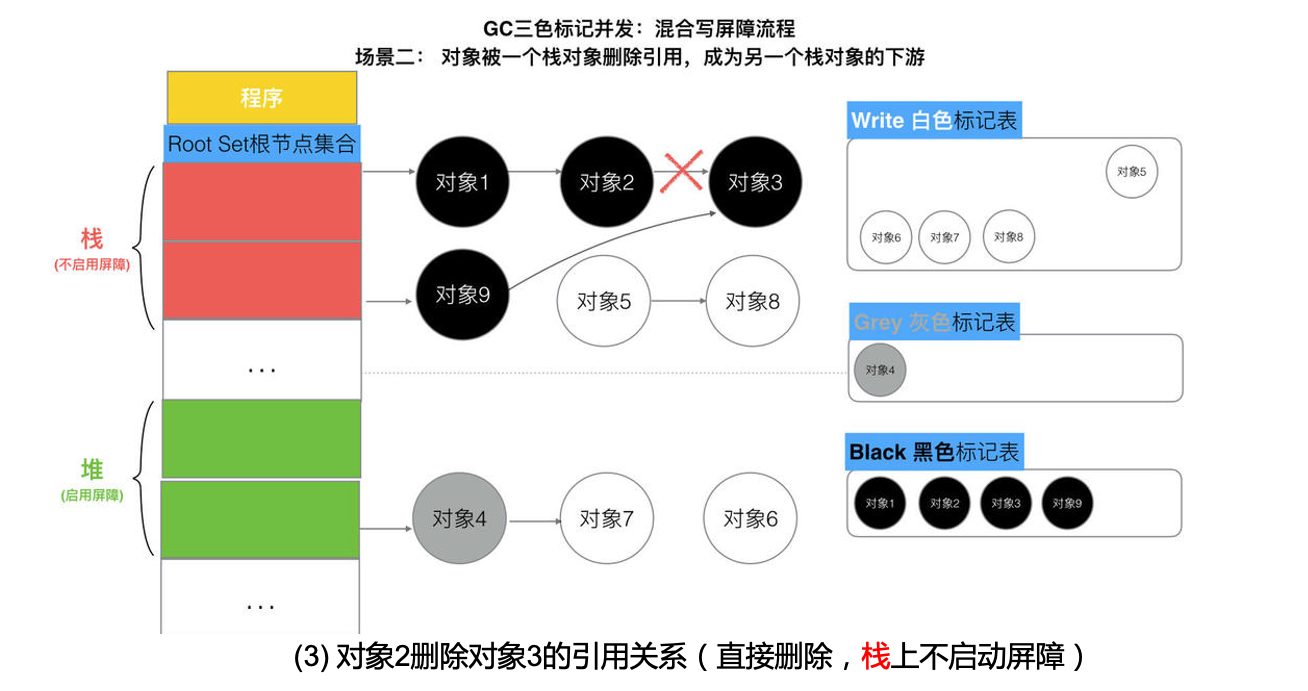 GC三色标记并发：混合写屏障流程
场景二： 对象被一个栈对象删除引用，成为另一个栈对象的下游
程序
Root Set根节点集合
栈
(不启用屏障)
...
堆
(启用屏障)
...
对象1
对象2
对象3
对象9
对象5
对象8
对象4
对象7
对象6
Write 白色标记表
对象5
对象6
对象7
对象8
Grey 灰色标记表
对象4
Black 黑色标记表
对象1
对象2
对象3
对象9
(3) 对象2删除对象3的引用关系（直接删除，栈上不启动屏障）